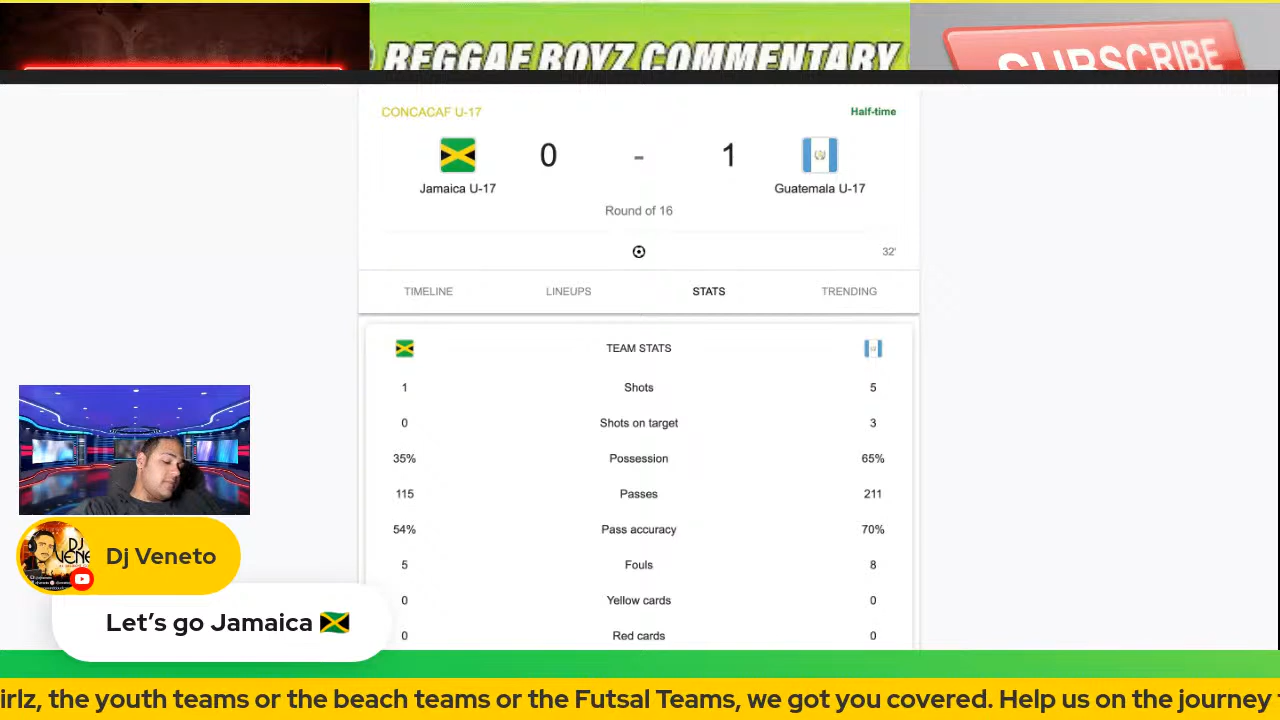 REGGAE BOYZ COMMENTARY
SUBSCRIBE
CONCACAF U-17
Half-time
0 - 1
Jamaica U-17
Guatemala U-17
Round of 16
32'
TIMELINE LINEUPS STATS TRENDING
TEAM STATS
1 Shots 5
0 Shots on target 3
35% Possession 65%
115 Passes 211
54% Pass accuracy 70%
5 Fouls 8
0 Yellow cards 0
0 Red cards 0
DJ
VENE
Dj Veneto
Let’s go Jamaica 🇯🇲
irlz, the youth teams or the beach teams or the Futsal Teams, we got you covered. Help us on the journey